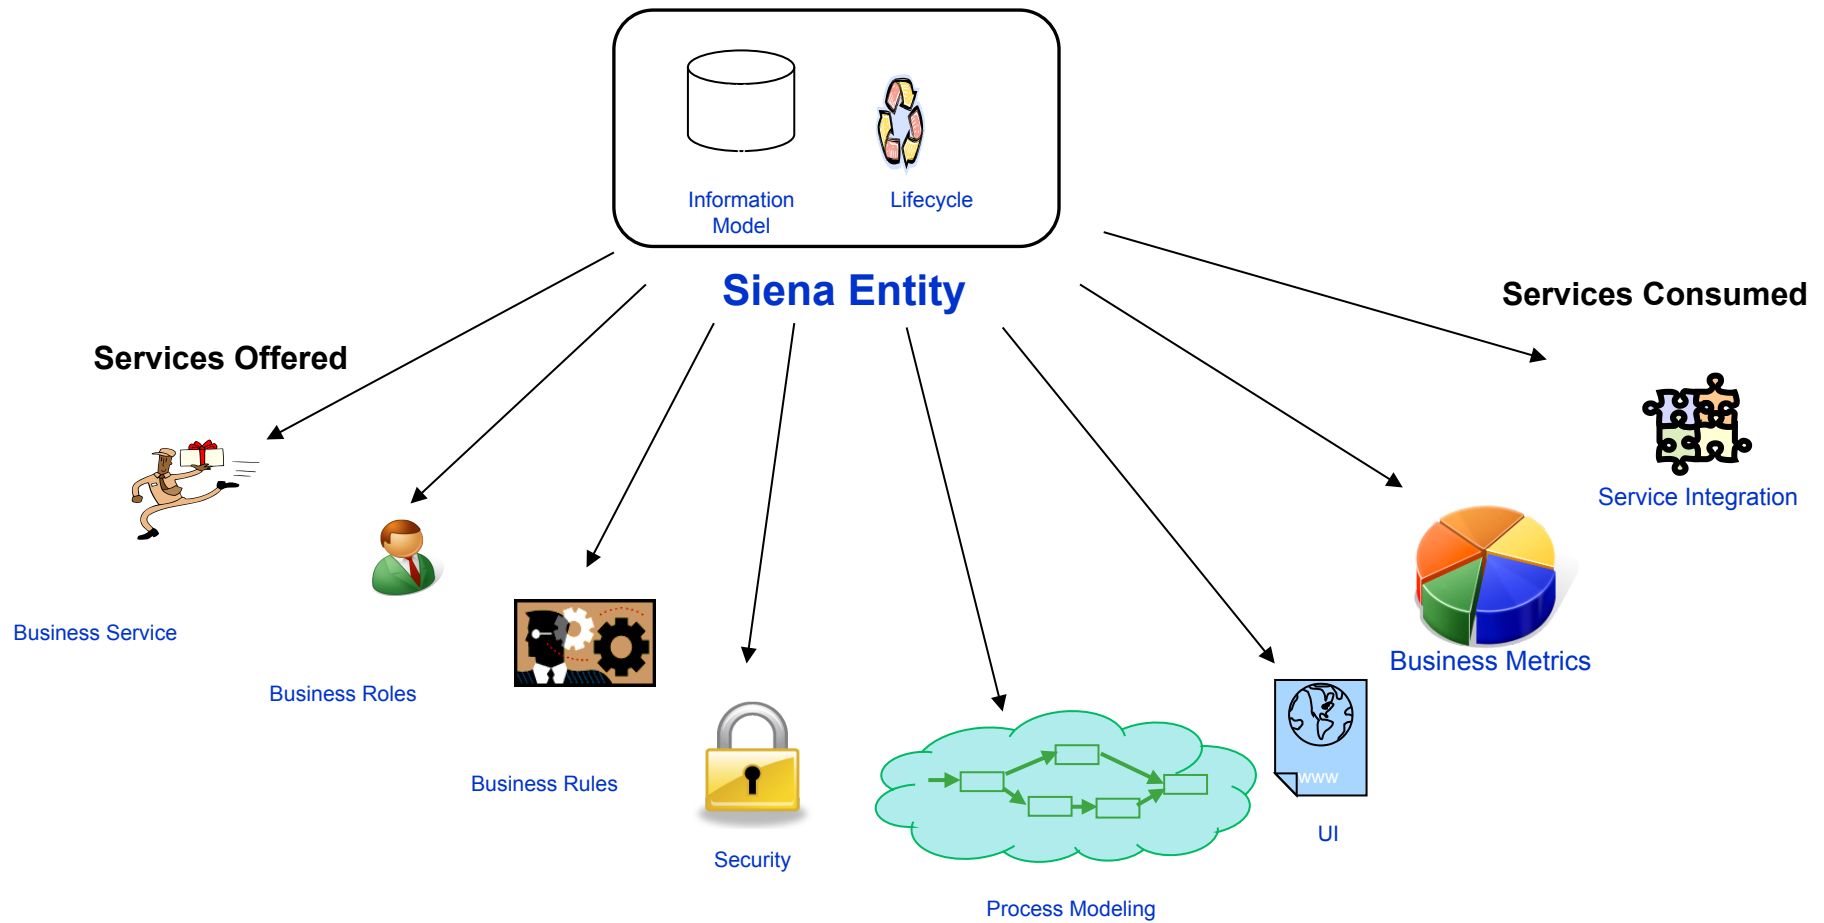 Information
Model
Lifecycle
Siena Entity
Services Consumed
Services Offered
Service Integration
Business Service
Business Metrics
Business Roles
www
Business Rules
UI
Security
Process Modeling